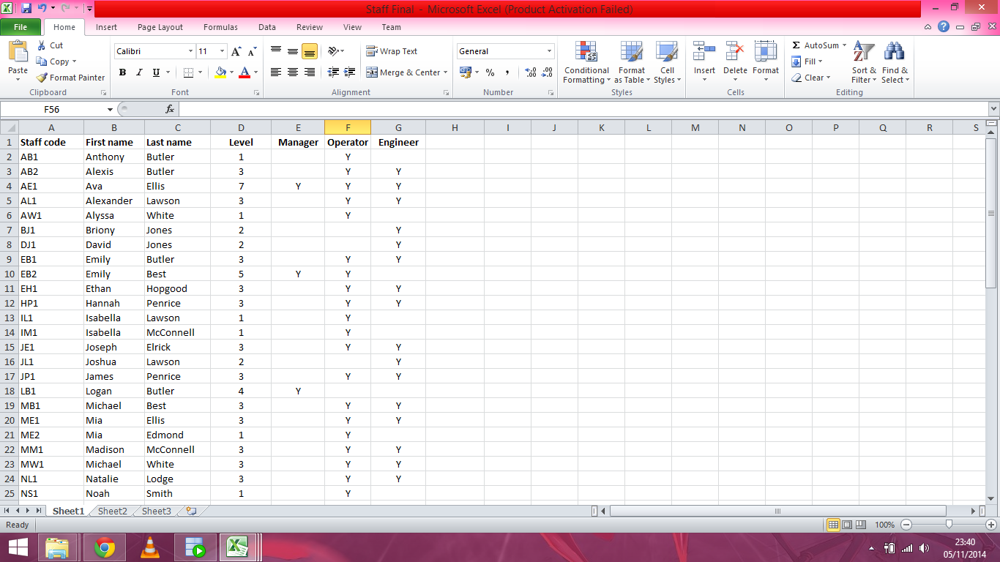 Staff Final - Microsoft Excel (Product Activation Failed)
File Home Insert Page Layout Formulas Data Review View Team
Paste Cut Copy Format Painter Clipboard
Calibri 11 B I U A A A Font
Wrap Text Merge & Center Alignment
General % , Number
Conditional Formatting Format as Table Cell Styles Styles
Insert Delete Format Cells
Σ AutoSum Fill Clear Sort & Filter Find & Select Editing
F56 fx
A B C D E F G H I J K L M N O P Q R S
1 Staff code First name Last name Level Manager Operator Engineer
2 AB1 Anthony Butler 1 Y
3 AB2 Alexis Butler 3 Y Y
4 AE1 Ava Ellis 7 Y Y Y
5 AL1 Alexander Lawson 3 Y Y
6 AW1 Alyssa White 1 Y
7 BJ1 Briony Jones 2 Y
8 DJ1 David Jones 2 Y
9 EB1 Emily Butler 3 Y Y
10 EB2 Emily Best 5 Y Y
11 EH1 Ethan Hopgood 3 Y Y
12 HP1 Hannah Penrice 3 Y Y
13 IL1 Isabella Lawson 1 Y
14 IM1 Isabella McConnell 1 Y
15 JE1 Joseph Elrick 3 Y Y
16 JL1 Joshua Lawson 2 Y
17 JP1 James Penrice 3 Y Y
18 LB1 Logan Butler 4 Y
19 MB1 Michael Best 3 Y Y
20 ME1 Mia Ellis 3 Y Y
21 ME2 Mia Edmond 1 Y
22 MM1 Madison McConnell 3 Y Y
23 MW1 Michael White 3 Y Y
24 NL1 Natalie Lodge 3 Y Y
25 NS1 Noah Smith 1 Y
Sheet1 Sheet2 Sheet3
Ready 100%
23:40
05/11/2014